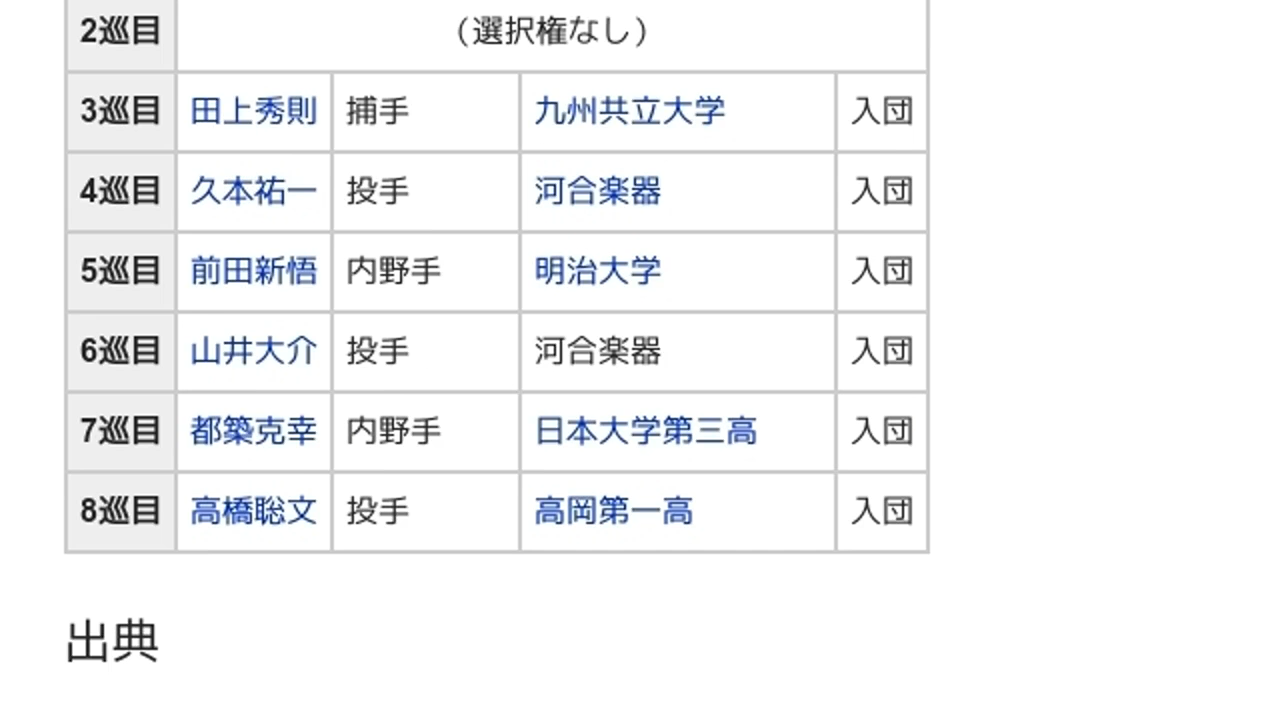 2巡目 (選択権なし)
3巡目 田上秀則 捕手 九州共立大学 入団
4巡目 久本祐一 投手 河合楽器 入団
5巡目 前田新悟 内野手 明治大学 入団
6巡目 山井大介 投手 河合楽器 入団
7巡目 都築克幸 内野手 日本大学第三高 入団
8巡目 高橋聡文 投手 高岡第一高 入団
出典